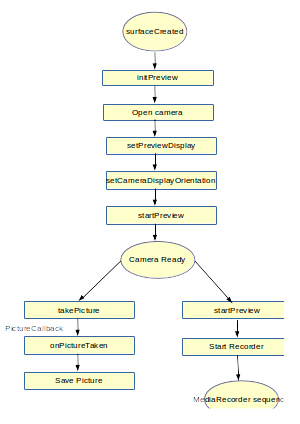 surfaceCreated
initPreview
Open camera
setPreviewDisplay
setCameraDisplayOrientation
startPreview
Camera Ready
takePicture
startPreview
PictureCallback
onPictureTaken
Start Recorder
Save Picture
MediaRecorder sequenc